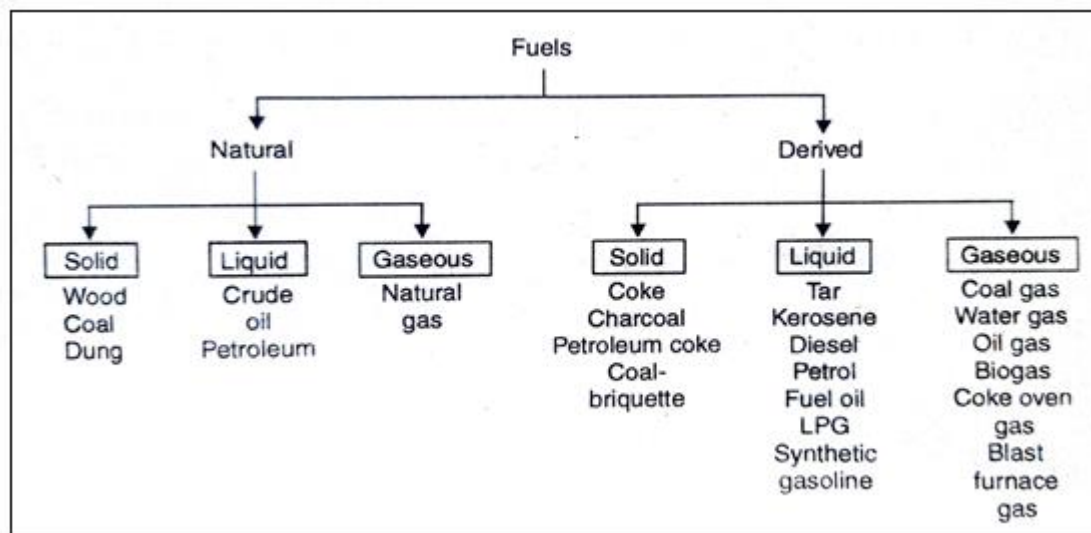 Fuels
Natural
Derived
Solid
Wood
Coal
Dung
Liquid
Crude
oil
Petroleum
Gaseous
Natural
gas
Solid
Coke
Charcoal
Petroleum coke
Coal-
briquette
Liquid
Tar
Kerosene
Diesel
Petrol
Fuel oil
LPG
Synthetic
gasoline
Gaseous
Coal gas
Water gas
Oil gas
Biogas
Coke oven
gas
Blast
furnace
gas